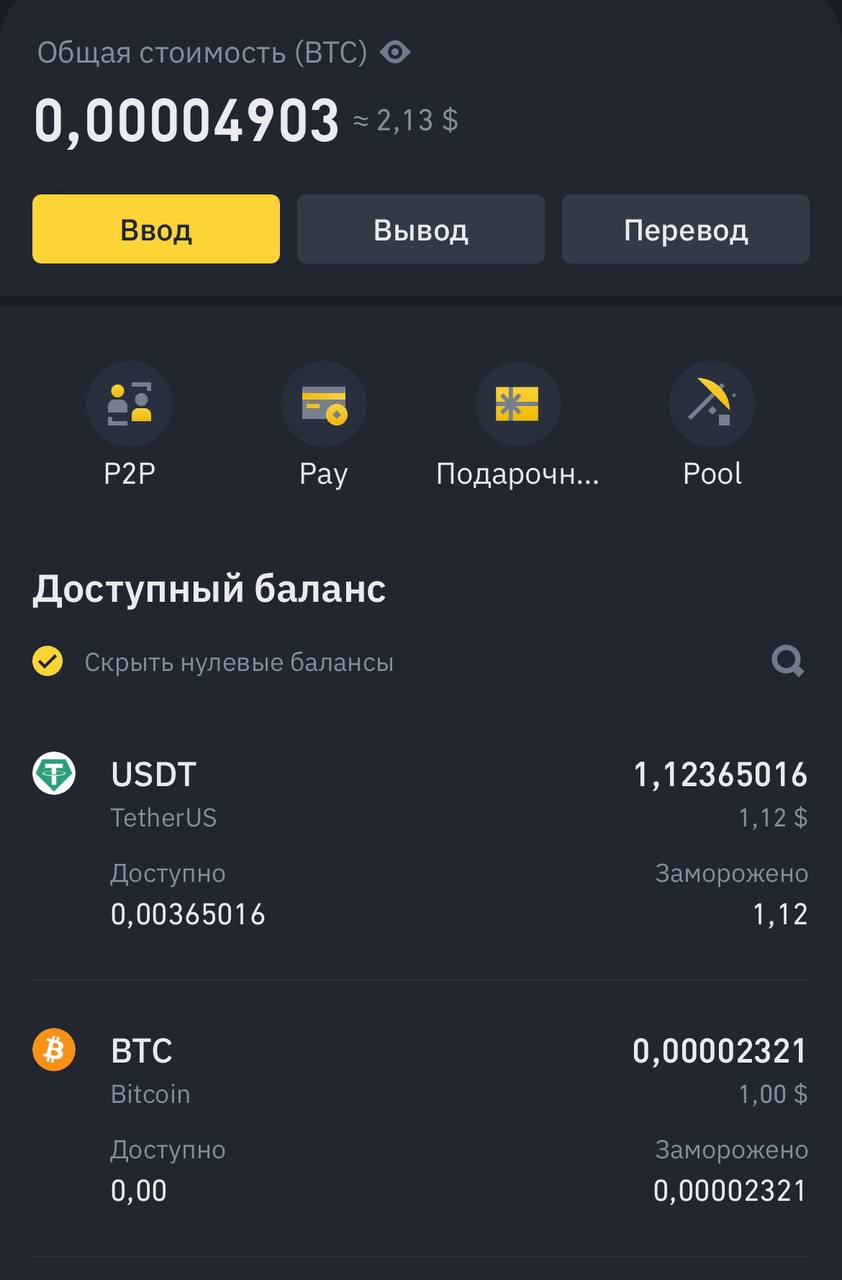 Общая стоимость (BTC)
0,00004903 ≈ 2,13 $
Ввод Вывод Перевод
P2P Pay Подарочн... Pool
Доступный баланс
Скрыть нулевые балансы
USDT 1,12365016
TetherUS 1,12 $
Доступно Заморожено
0,00365016 1,12
BTC 0,00002321
Bitcoin 1,00 $
Доступно Заморожено
0,00 0,00002321